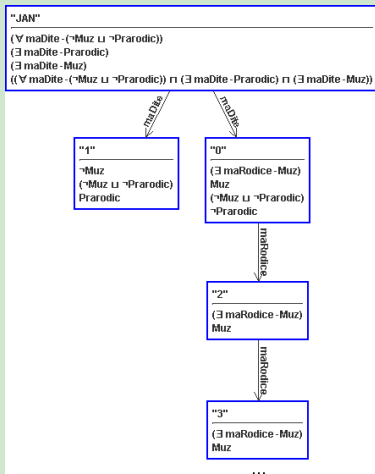 "JAN"
(∀ maDite-(¬Muz ⊔ ¬Prarodic))
(∃ maDite-Prarodic)
(∃ maDite-Muz)
((∀ maDite-(¬Muz ⊔ ¬Prarodic)) ⊓ (∃ maDite-Prarodic) ⊓ (∃ maDite-Muz))
maDite
maDite
"1"
¬Muz
(¬Muz ⊔ ¬Prarodic)
Prarodic
"0"
(∃ maRodice-Muz)
Muz
(¬Muz ⊔ ¬Prarodic)
¬Prarodic
maRodice
"2"
(∃ maRodice-Muz)
Muz
maRodice
"3"
(∃ maRodice-Muz)
Muz
...